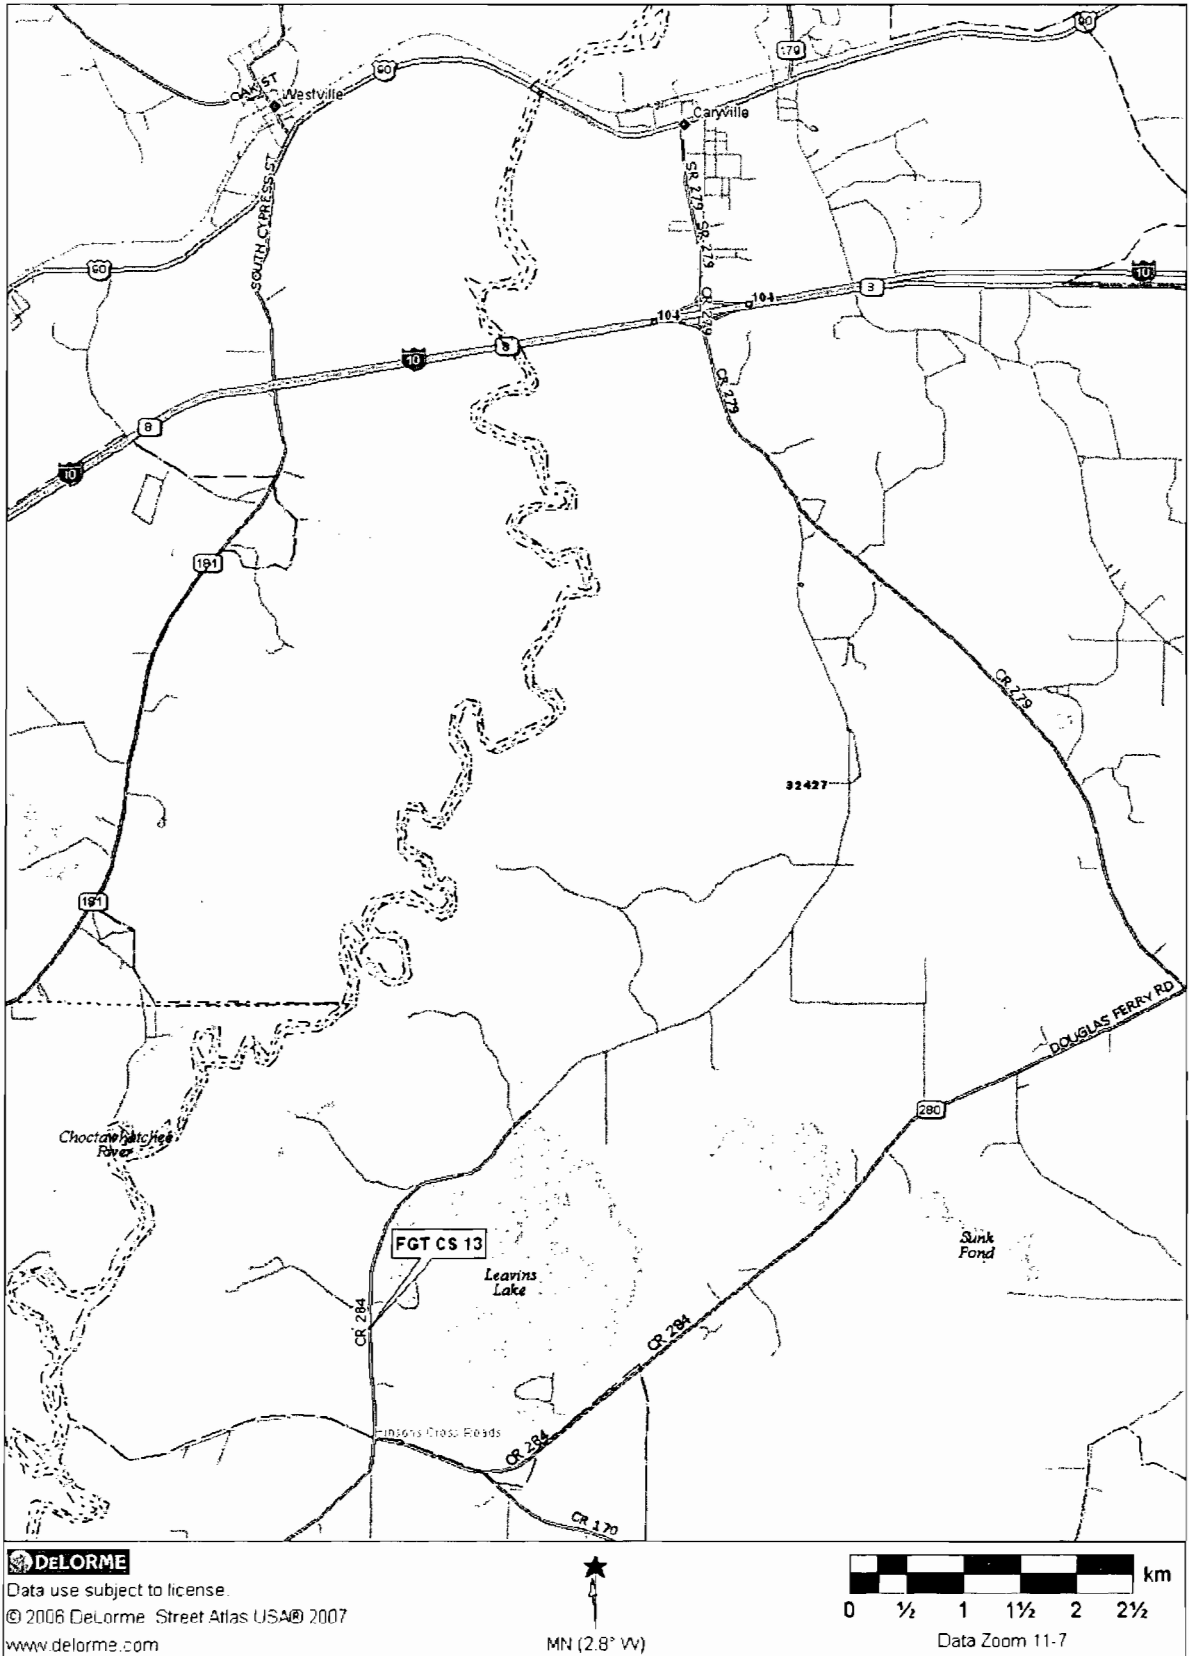 90
179
90
OAK ST
Westville
Caryville
SOUTH CYPRESS ST
SR 279
SR 279
90
10
3
104
104
CR 279
8
10
CR 279
8
10
181
CR 279
32427
181
DOUGLAS FERRY RD
280
Choctawhatchee
River
FGT CS 13
Sunk
Pond
Leavins
Lake
CR 284
CR 284
Hinsons Cross Roads
CR 284
CR 170
DELORME
Data use subject to license.
© 2006 DeLorme. Street Atlas USA® 2007
www.delorme.com
MN (2.8° W)
km
0 ½ 1 1½ 2 2½
Data Zoom 11-7